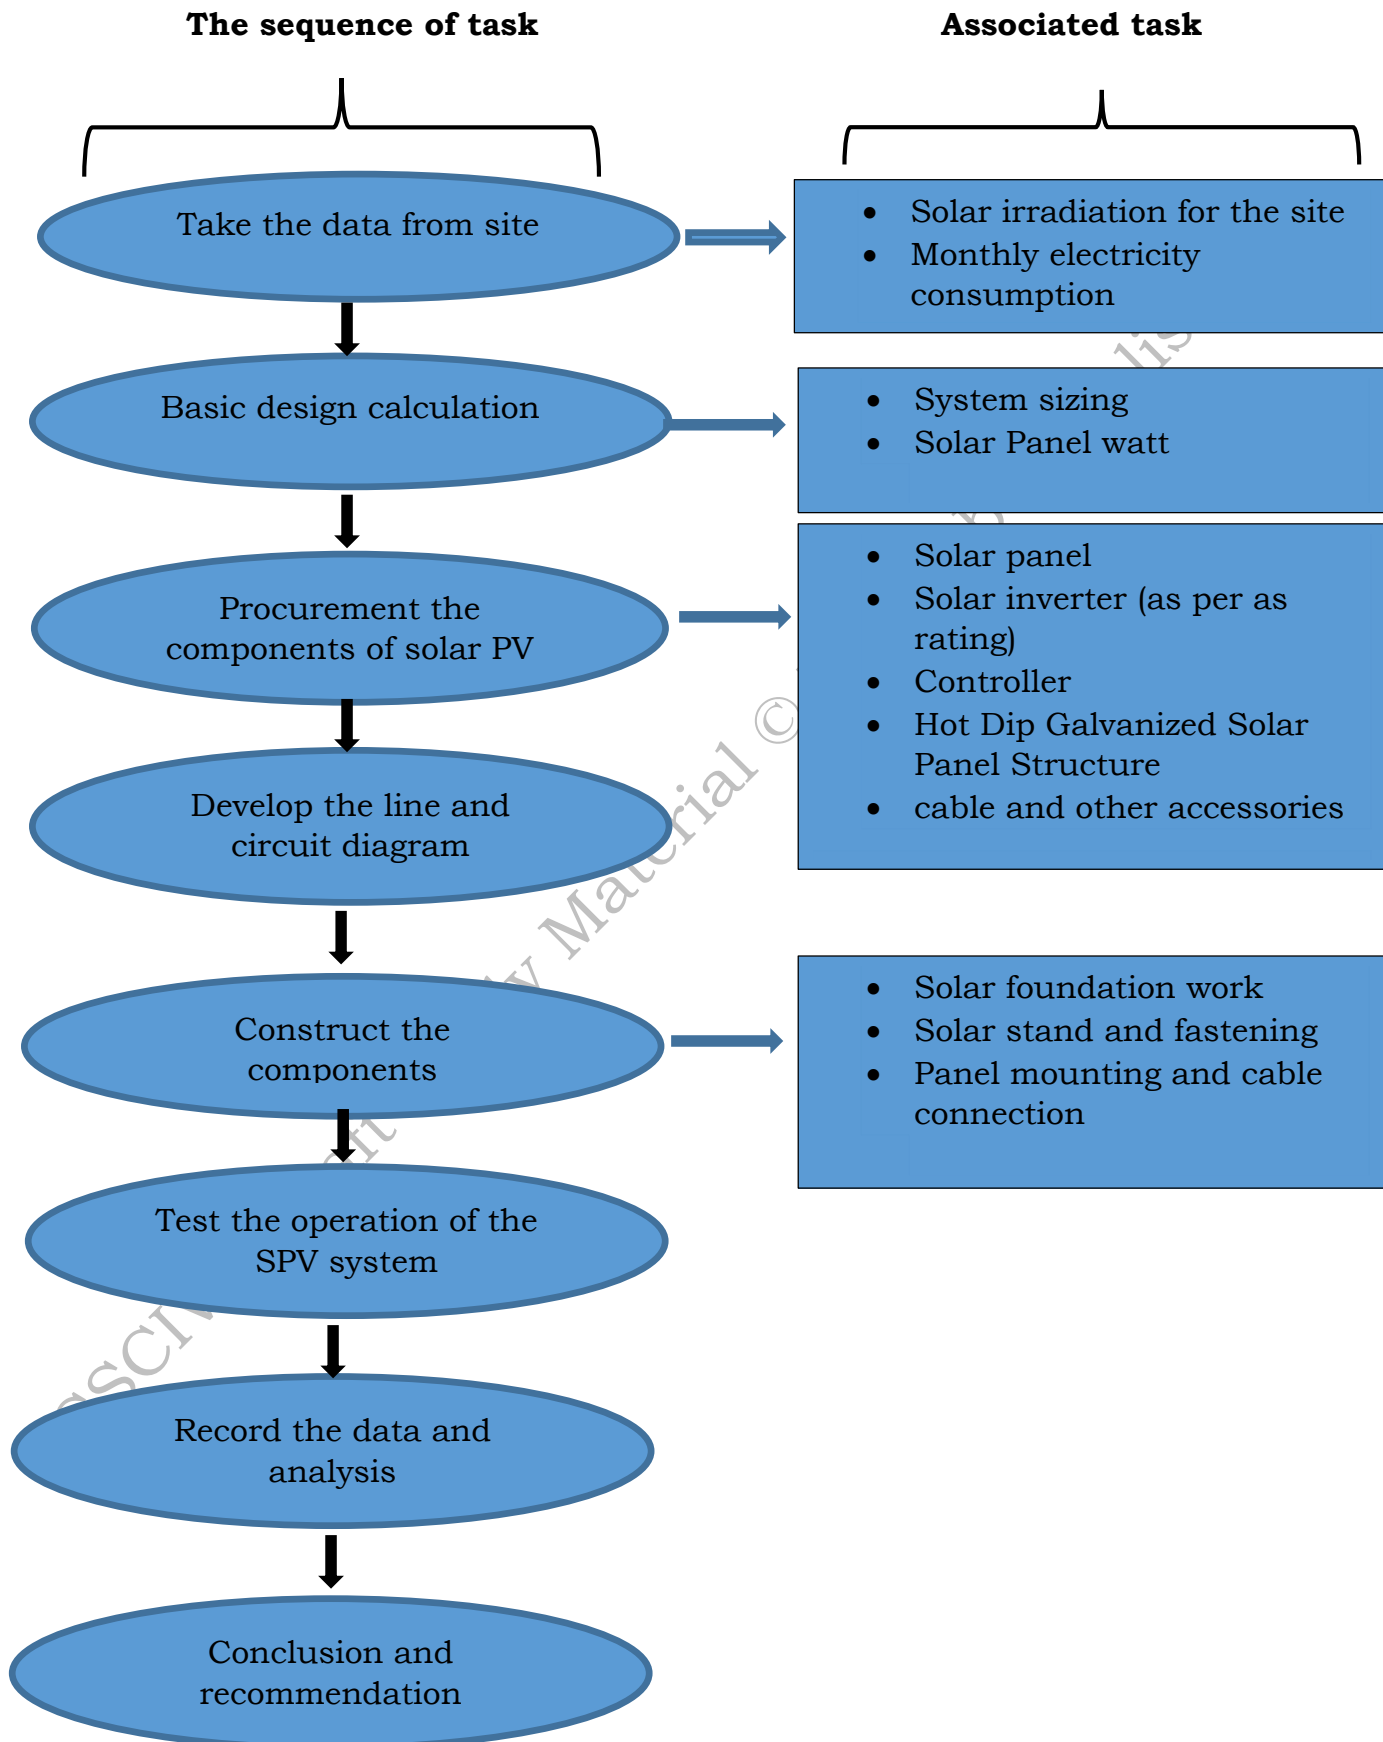 The sequence of task
Associated task
Take the data from site
• Solar irradiation for the site
• Monthly electricity
consumption
Basic design calculation
• System sizing
• Solar Panel watt
Procurement the
components of solar PV
• Solar panel
• Solar inverter (as per as
rating)
• Controller
• Hot Dip Galvanized Solar
Panel Structure
• cable and other accessories
Develop the line and
circuit diagram
Construct the
components
• Solar foundation work
• Solar stand and fastening
• Panel mounting and cable
connection
Test the operation of the
SPV system
Record the data and
analysis
Conclusion and
recommendation
Material ©